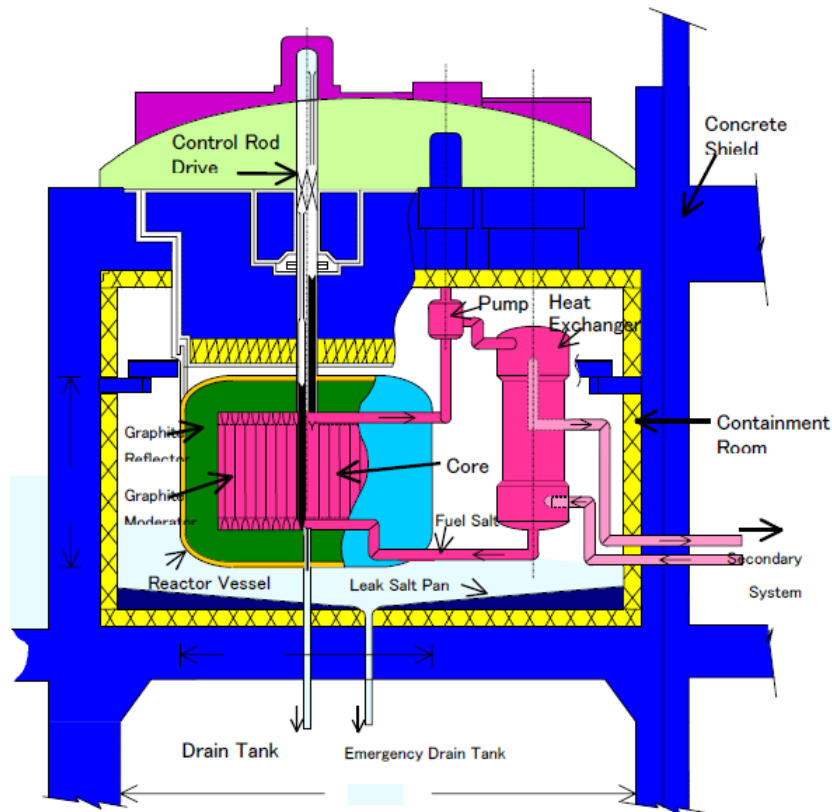 Control Rod
Drive
Concrete
Shield
Pump
Heat
Exchanger
Containment
Room
Graphite
Reflector
Core
Graphite
Moderator
Fuel Salt
Reactor Vessel
Leak Salt Pan
Secondary
System
Drain Tank
Emergency Drain Tank